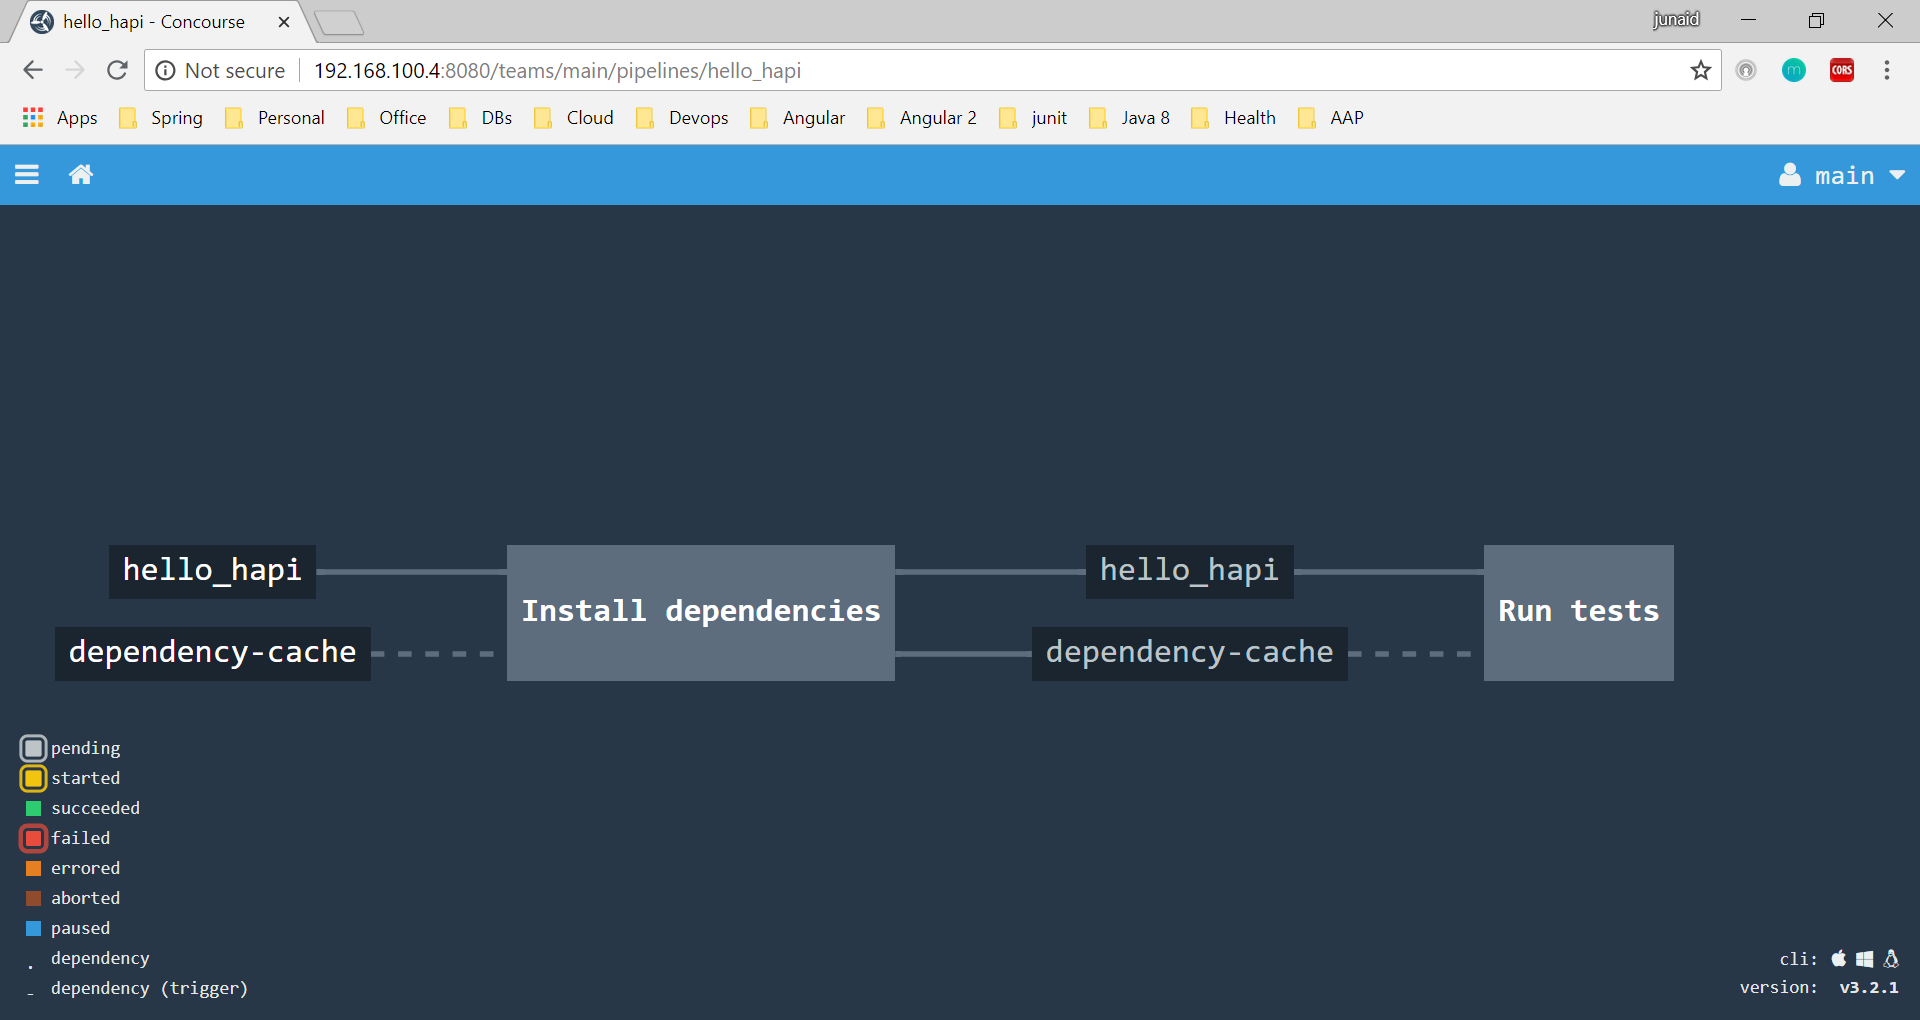 hello_hapi - Concourse
junaid
Not secure 192.168.100.4:8080/teams/main/pipelines/hello_hapi
m
CORS
Apps Spring Personal Office DBs Cloud Devops Angular Angular 2 junit Java 8 Health AAP
main
hello_hapi
Install dependencies
hello_hapi
Run tests
dependency-cache
dependency-cache
pending
started
succeeded
failed
errored
aborted
paused
. dependency
- dependency (trigger)
cli:
version: v3.2.1